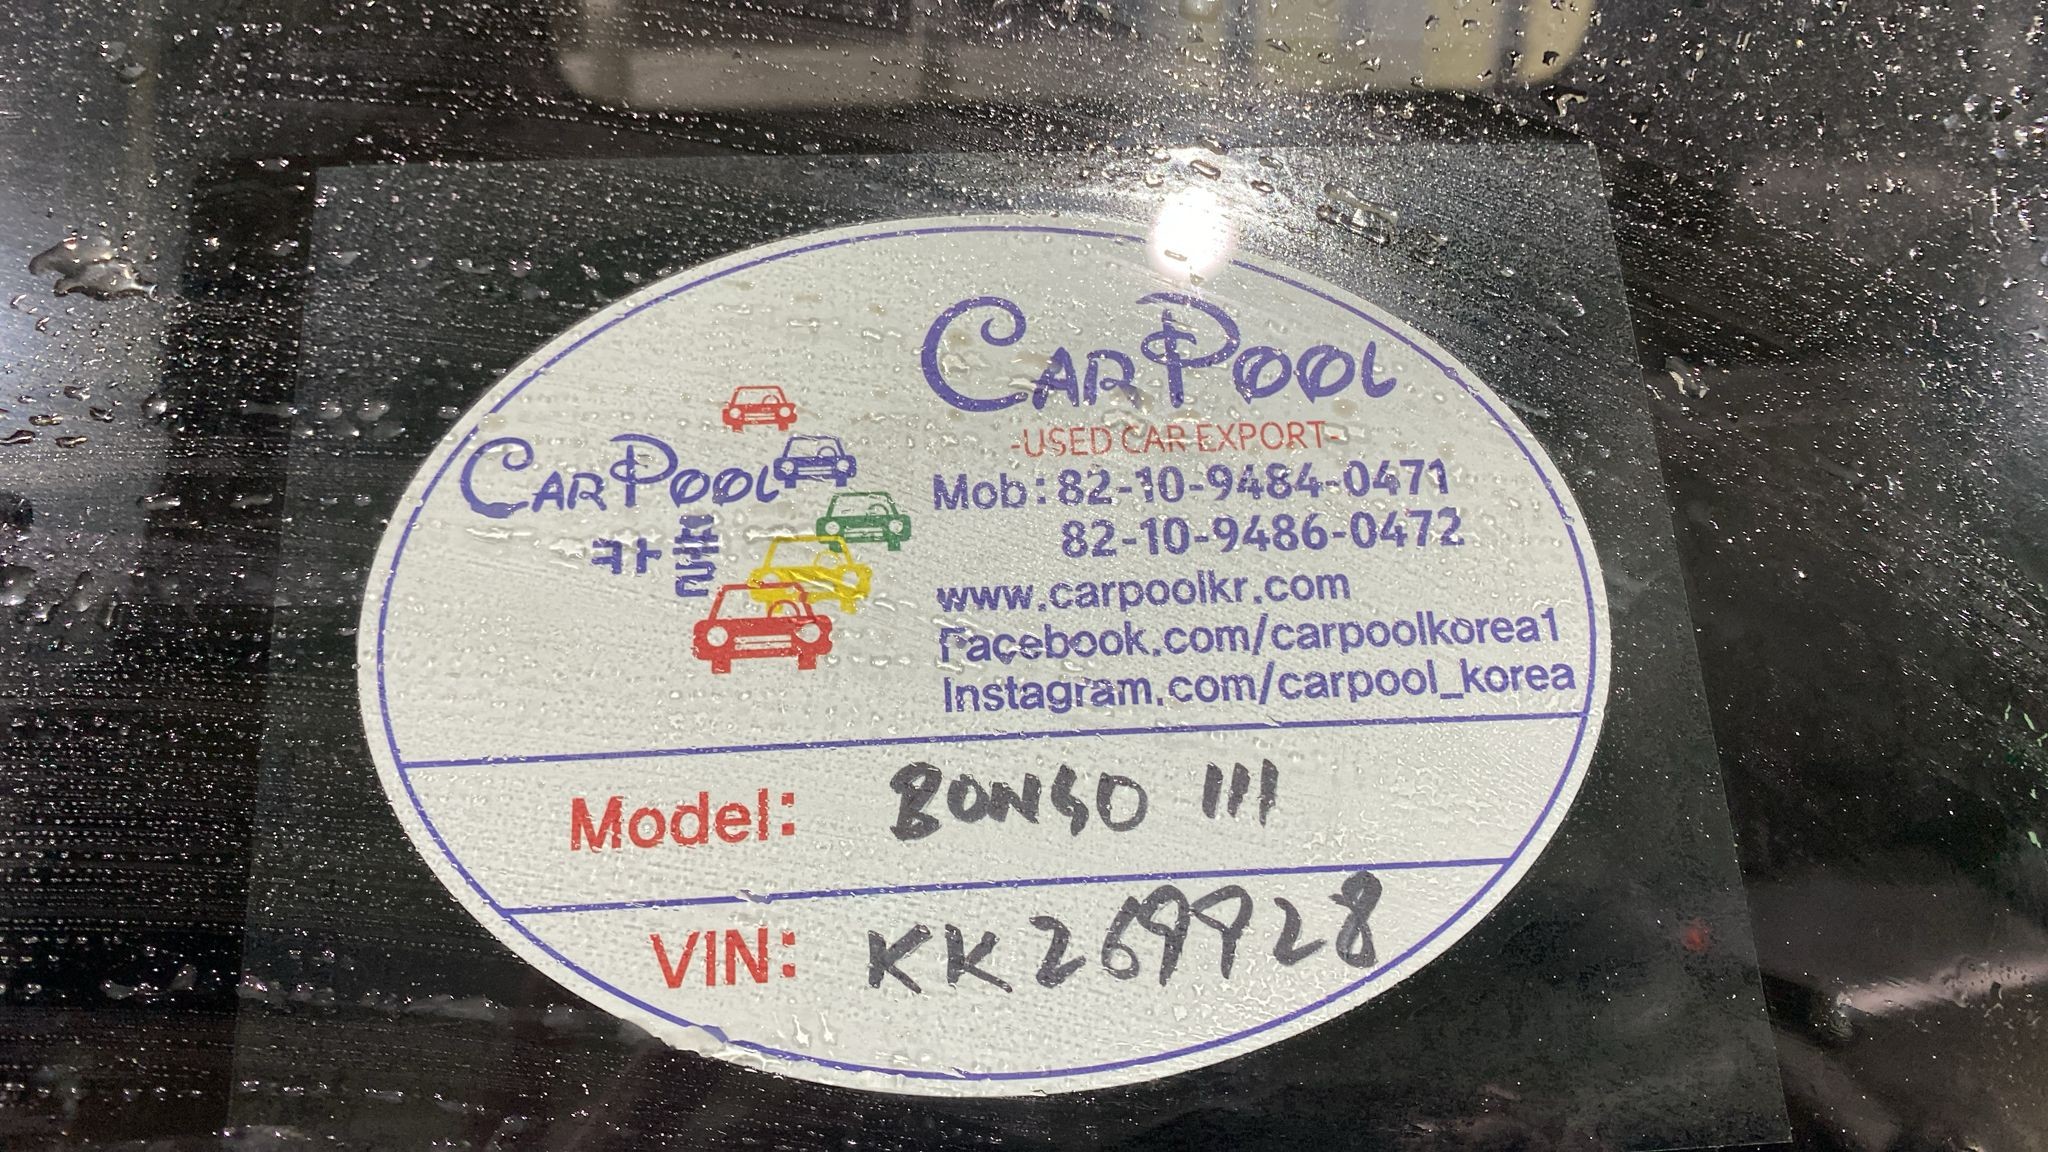 CARPOOL
카풀
CARPOOL
-USED CAR EXPORT-
Mob: 82-10-9484-0471
82-10-9486-0472
www.carpoolkr.com
Facebook.com/carpoolkorea1
Instagram.com/carpool_korea
Model: BONGO III
VIN: KK269928